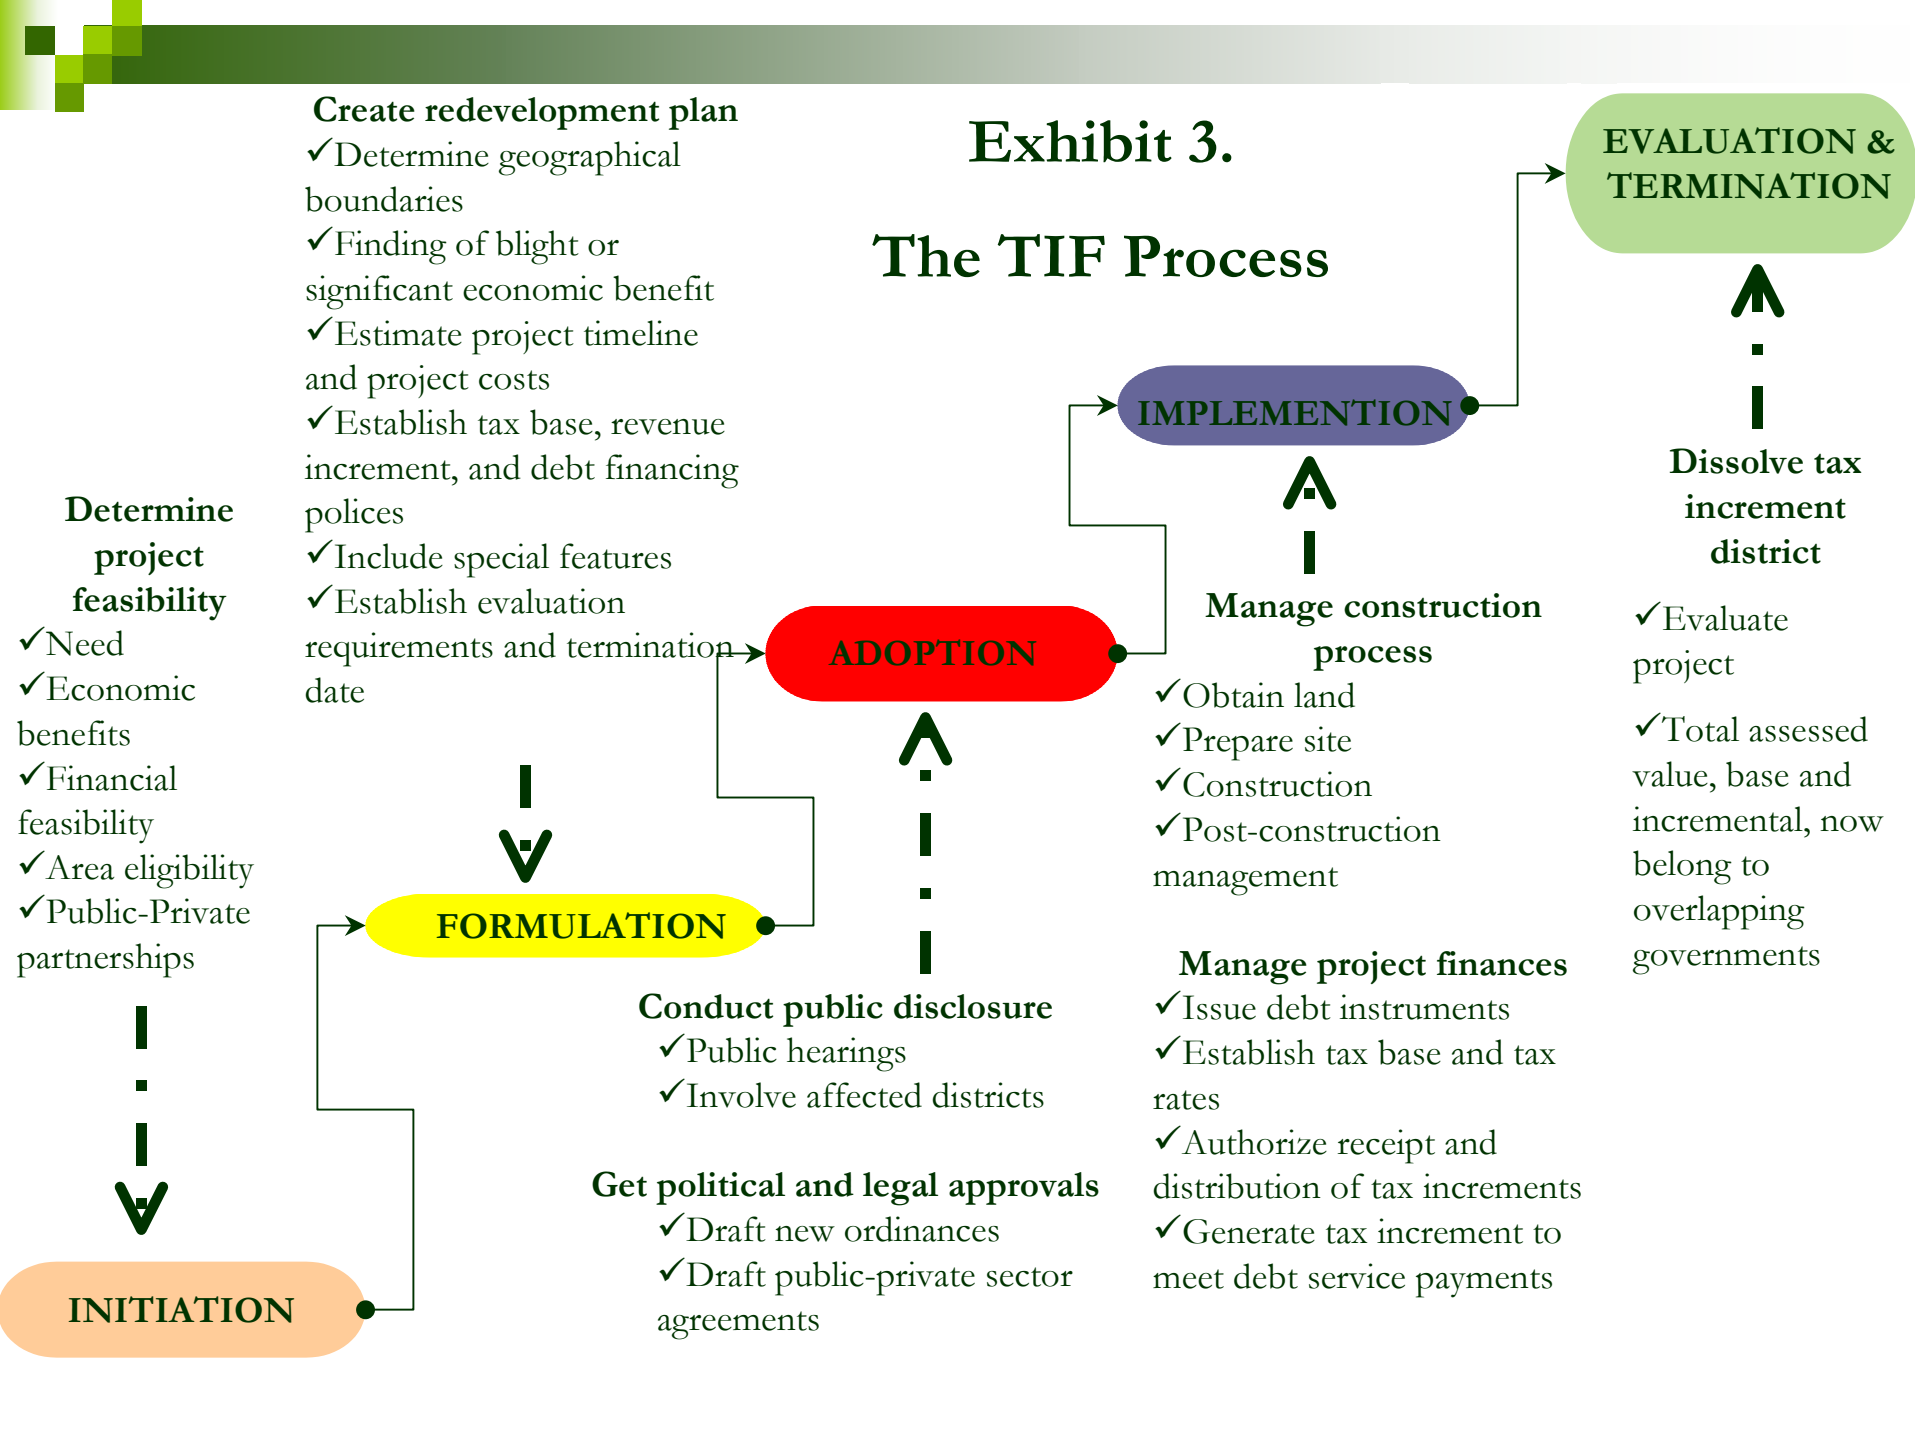 Exhibit 3.
The TIF Process
Determine
project
feasibility
✓Need
✓Economic
benefits
✓Financial
feasibility
✓Area eligibility
✓Public-Private
partnerships
INITIATION
Create redevelopment plan
✓Determine geographical
boundaries
✓Finding of blight or
significant economic benefit
✓Estimate project timeline
and project costs
✓Establish tax base, revenue
increment, and debt financing
polices
✓Include special features
✓Establish evaluation
requirements and termination
date
FORMULATION
ADOPTION
Conduct public disclosure
✓Public hearings
✓Involve affected districts
Get political and legal approvals
✓Draft new ordinances
✓Draft public-private sector
agreements
IMPLEMENTION
Manage construction
process
✓Obtain land
✓Prepare site
✓Construction
✓Post-construction
management
Manage project finances
✓Issue debt instruments
✓Establish tax base and tax
rates
✓Authorize receipt and
distribution of tax increments
✓Generate tax increment to
meet debt service payments
EVALUATION &
TERMINATION
Dissolve tax
increment
district
✓Evaluate
project
✓Total assessed
value, base and
incremental, now
belong to
overlapping
governments